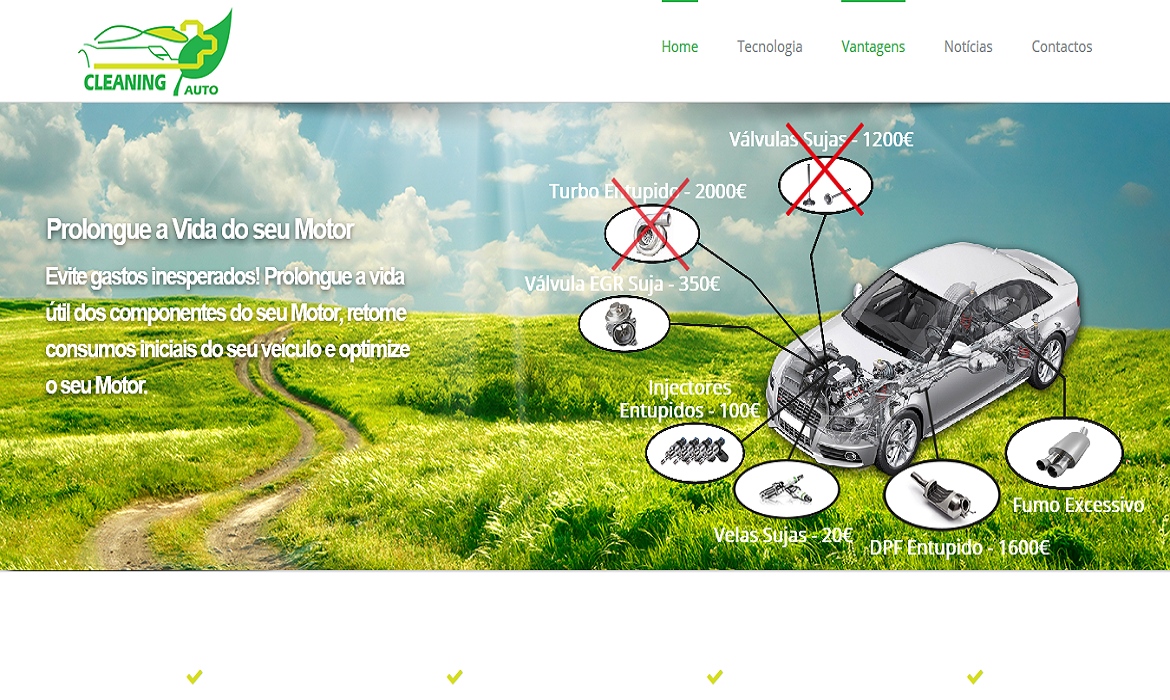 CLEANING AUTO
Home
Tecnologia
Vantagens
Notícias
Contactos
Válvulas Sujas - 1200€
Turbo Entupido - 2000€
Prolongue a Vida do seu Motor
Evite gastos inesperados! Prolongue a vida
útil dos componentes do seu Motor, retome
consumos iniciais do seu veículo e optimize
o seu Motor.
Válvula EGR Suja - 350€
Injectores
Entupidos - 100€
Fumo Excessivo
Velas Sujas - 20€
DPF Entupido - 1600€